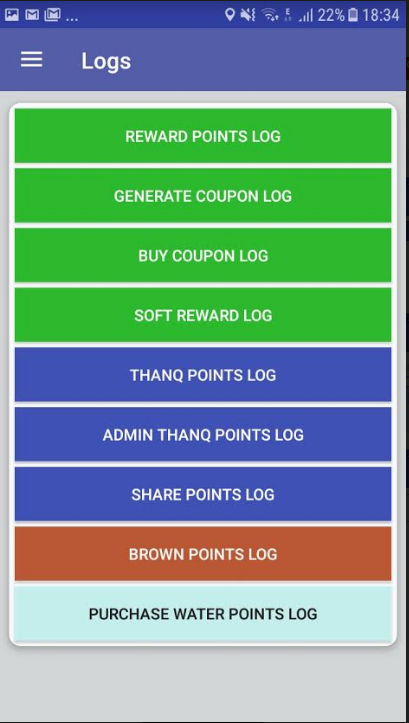 ... 22% 18:34
Logs
REWARD POINTS LOG
GENERATE COUPON LOG
BUY COUPON LOG
SOFT REWARD LOG
THANQ POINTS LOG
ADMIN THANQ POINTS LOG
SHARE POINTS LOG
BROWN POINTS LOG
PURCHASE WATER POINTS LOG